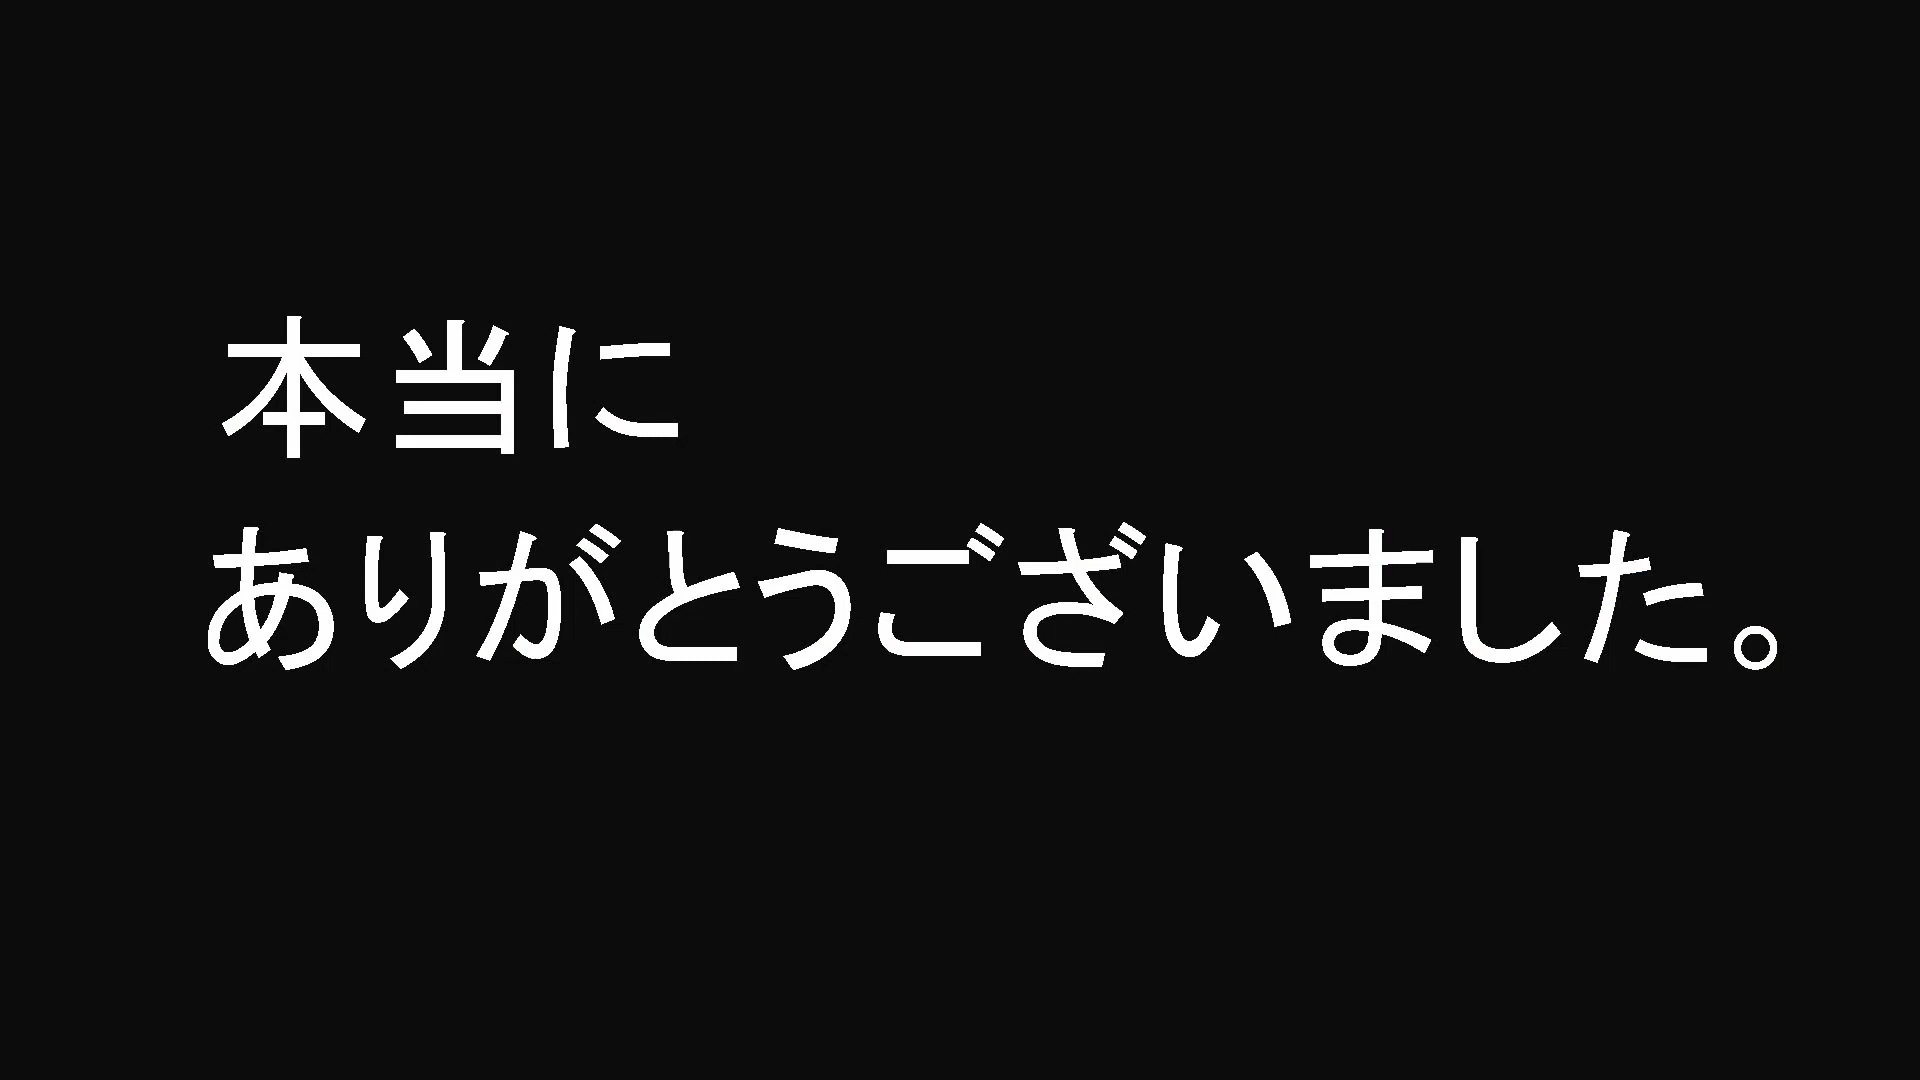 本当に
ありがとうございました。